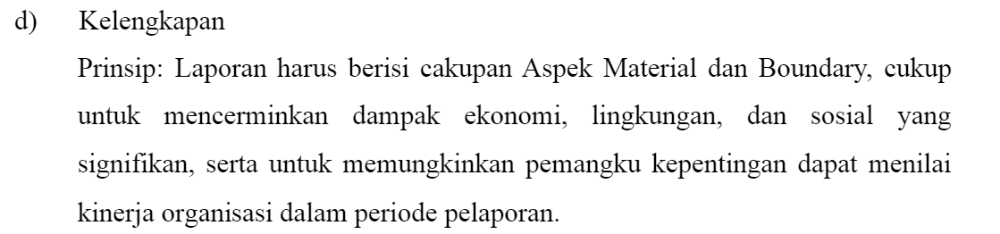 d) Kelengkapan
Prinsip: Laporan harus berisi cakupan Aspek Material dan Boundary, cukup
untuk mencerminkan dampak ekonomi, lingkungan, dan sosial yang
signifikan, serta untuk memungkinkan pemangku kepentingan dapat menilai
kinerja organisasi dalam periode pelaporan.